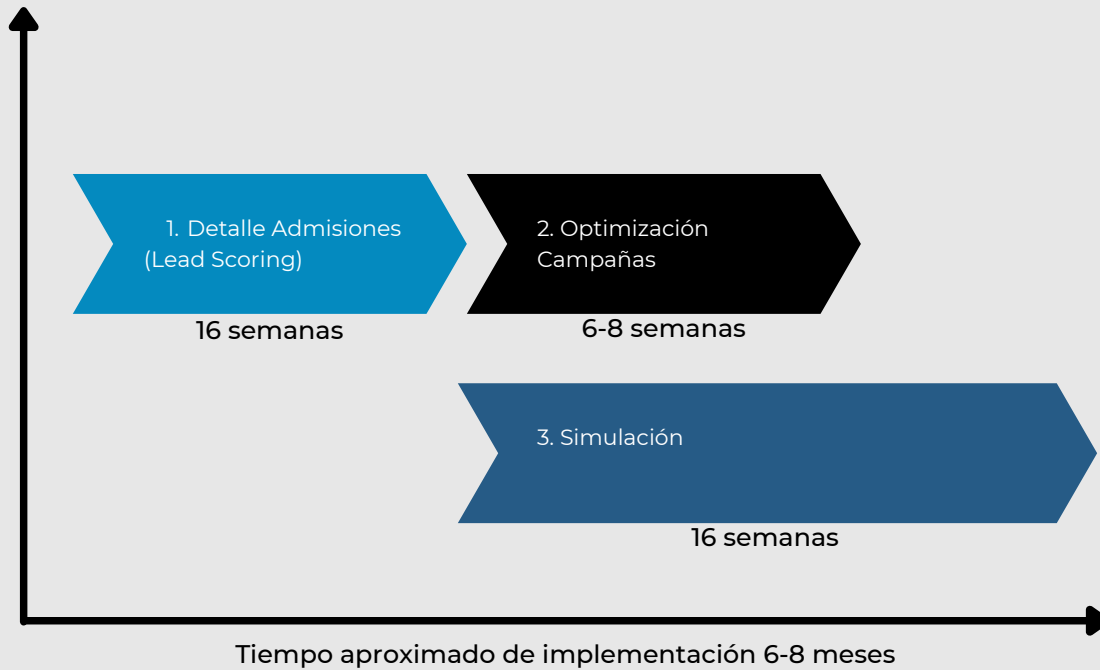 1. Detalle Admisiones
(Lead Scoring)
16 semanas
2. Optimización
Campañas
6-8 semanas
3. Simulación
16 semanas
Tiempo aproximado de implementación 6-8 meses